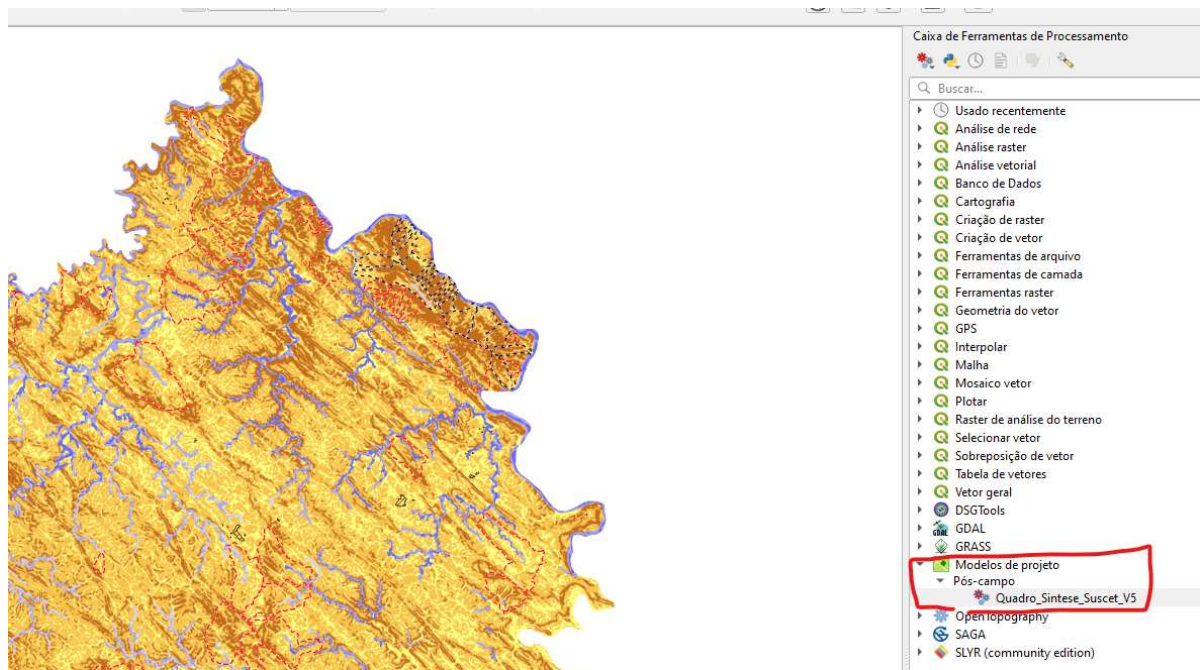 Caixa de Ferramentas de Processamento
Buscar...
Usado recentemente
Análise de rede
Análise raster
Análise vetorial
Banco de Dados
Cartografia
Criação de raster
Criação de vetor
Ferramentas de arquivo
Ferramentas de camada
Ferramentas raster
Geometria do vetor
GPS
Interpolar
Malha
Mosaico vetor
Plotar
Raster de análise do terreno
Selecionar vetor
Sobreposição de vetor
Tabela de vetores
Vetor geral
DSGTools
GDAL
GRASS
Modelos de projeto
Pós-campo
Quadro_Sintese_Suscet_V5
OpenTopography
SAGA
SLYR (community edition)